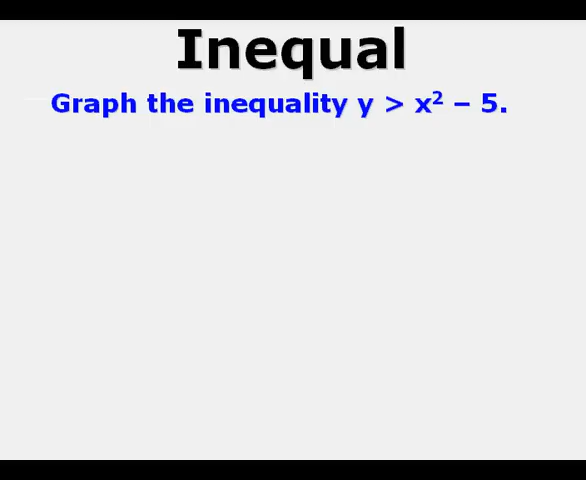 Inequal
Graph the inequality y > x² – 5.